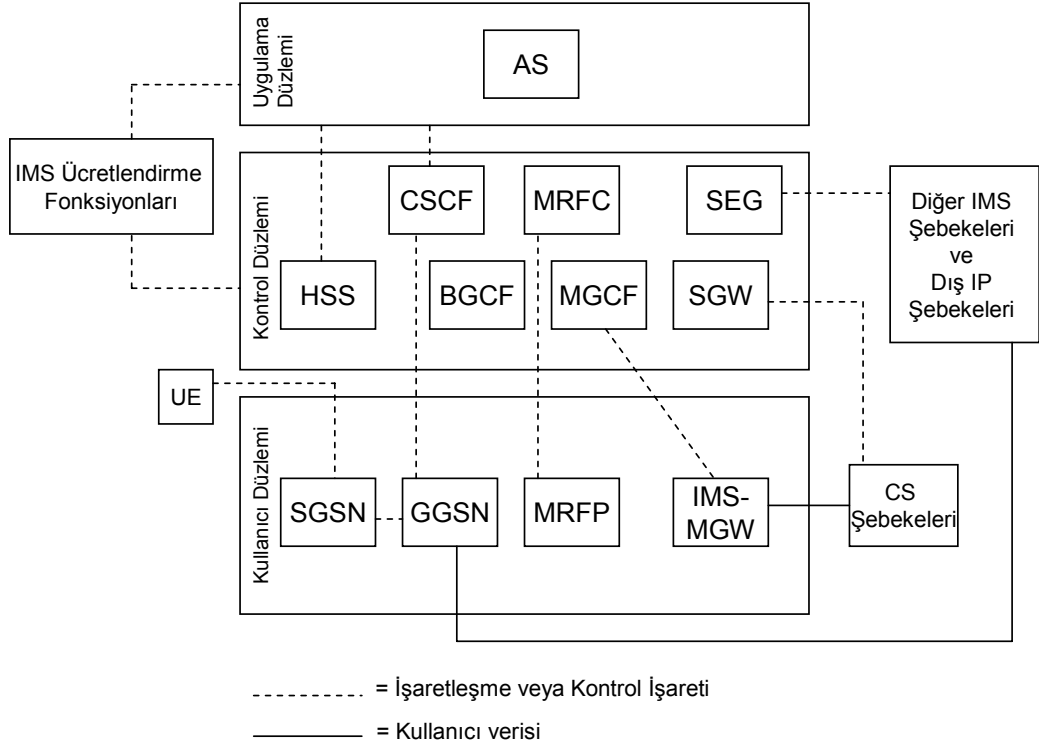 Uygulama
Düzlemi
AS
IMS Ücretlendirme
Fonksiyonları
Kontrol Düzlemi
CSCF
MRFC
SEG
HSS
BGCF
MGCF
SGW
Diğer IMS
Şebekeleri
ve
Dış IP
Şebekeleri
UE
Kullanıcı Düzlemi
SGSN
GGSN
MRFP
IMS-
MGW
CS
Şebekeleri
= İşaretleşme veya Kontrol İşareti
= Kullanıcı verisi